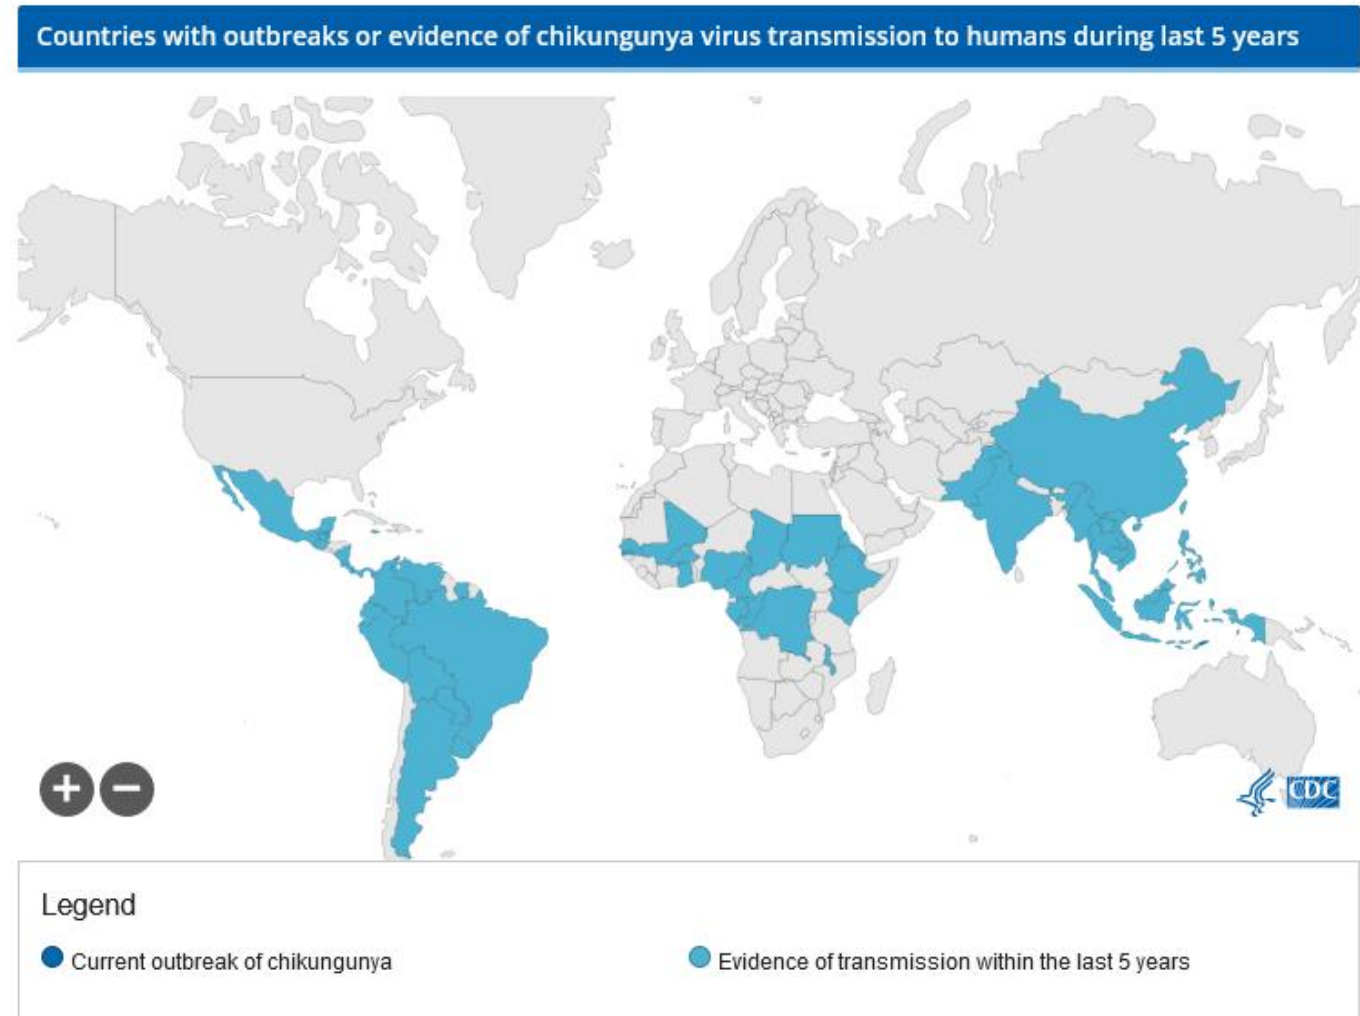 Countries with outbreaks or evidence of chikungunya virus transmission to humans during last 5 years
CDC
Legend
Current outbreak of chikungunya
Evidence of transmission within the last 5 years